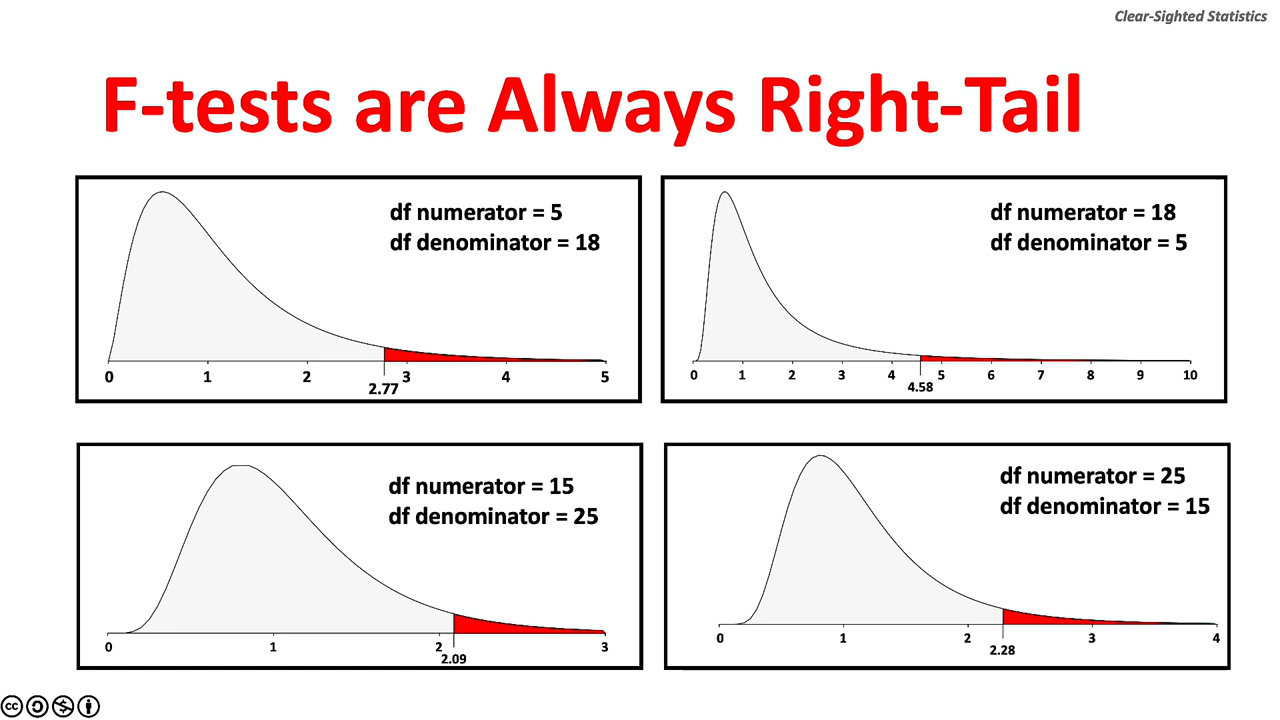 Clear-Sighted Statistics
F-tests are Always Right-Tail
df numerator = 5
df denominator = 18
0 1 2 3 4 5
2.77
df numerator = 18
df denominator = 5
0 1 2 3 4 5 6 7 8 9 10
4.58
df numerator = 15
df denominator = 25
0 1 2 3
2.09
df numerator = 25
df denominator = 15
0 1 2 3 4
2.28
cc